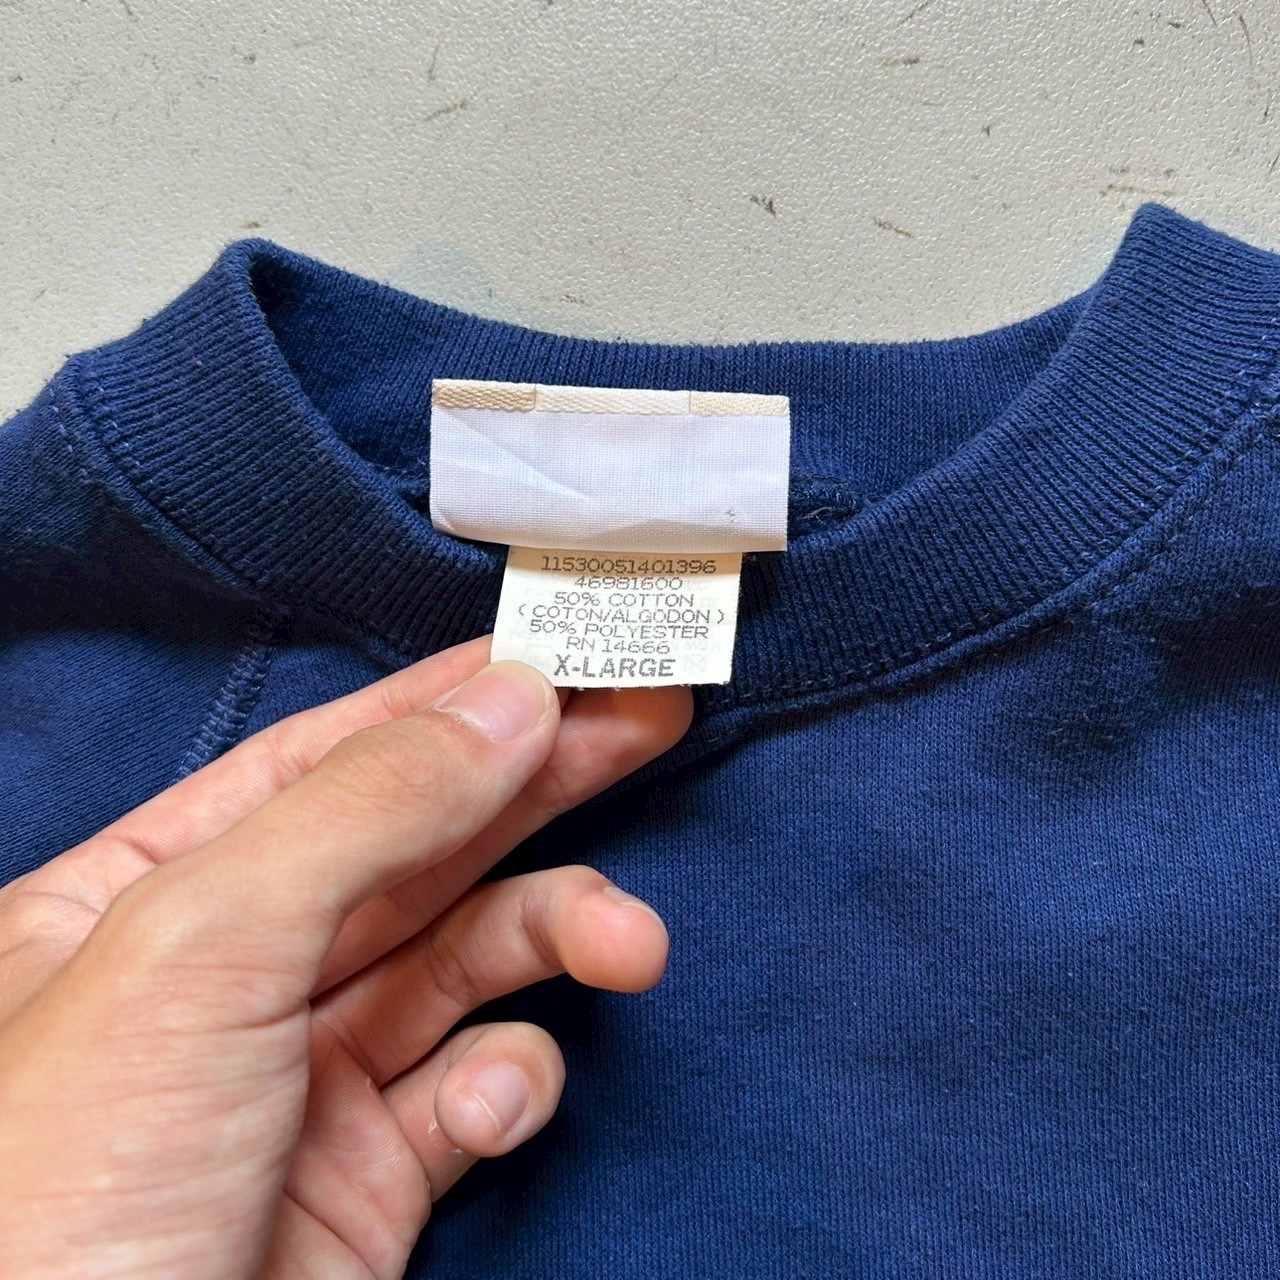 11530051401396
46981600
50% COTTON
( COTON/ALGODON )
50% POLYESTER
RN 14666
X-LARGE